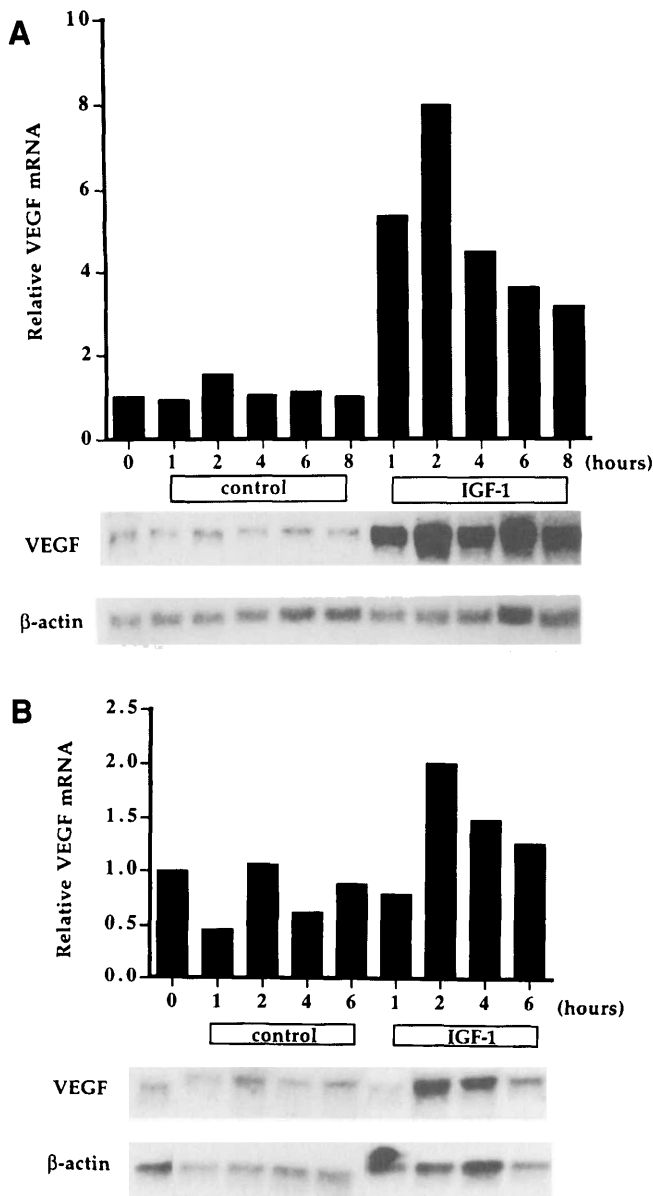 A
Relative VEGF mRNA
10
8
6
4
2
0
0 1 2 4 6 8 1 2 4 6 8 (hours)
control IGF-1
VEGF
β-actin
B
Relative VEGF mRNA
2.5
2.0
1.5
1.0
0.5
0.0
0 1 2 4 6 1 2 4 6 (hours)
control IGF-1
VEGF
β-actin